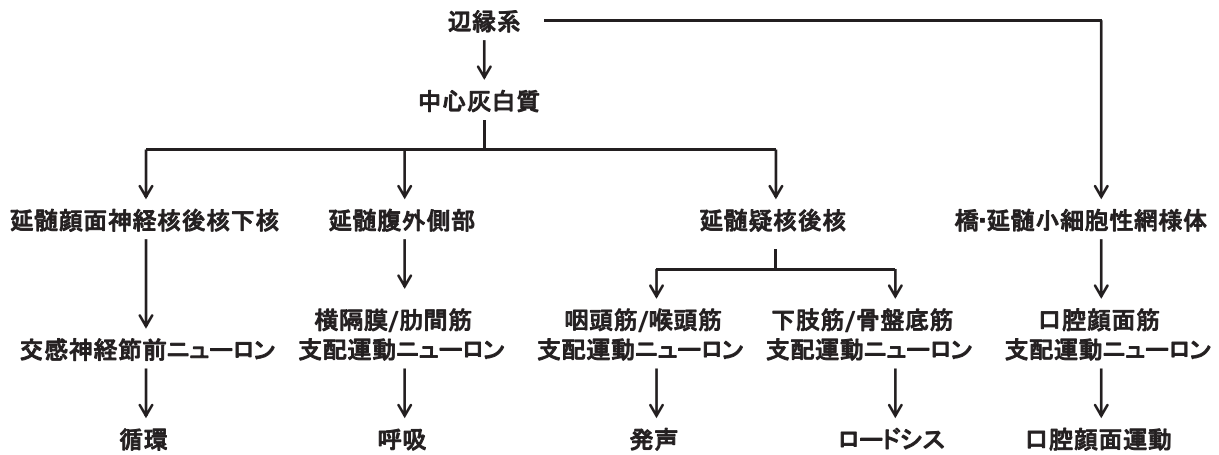 辺縁系
中心灰白質
延髄顔面神経核後核下核
延髄腹外側部
延髄疑核後核
橋・延髄小細胞性網様体
横隔膜/肋間筋
咽頭筋/喉頭筋
下肢筋/骨盤底筋
口腔顔面筋
交感神経節前ニューロン
支配運動ニューロン
支配運動ニューロン
支配運動ニューロン
支配運動ニューロン
循環
呼吸
発声
ロードシス
口腔顔面運動